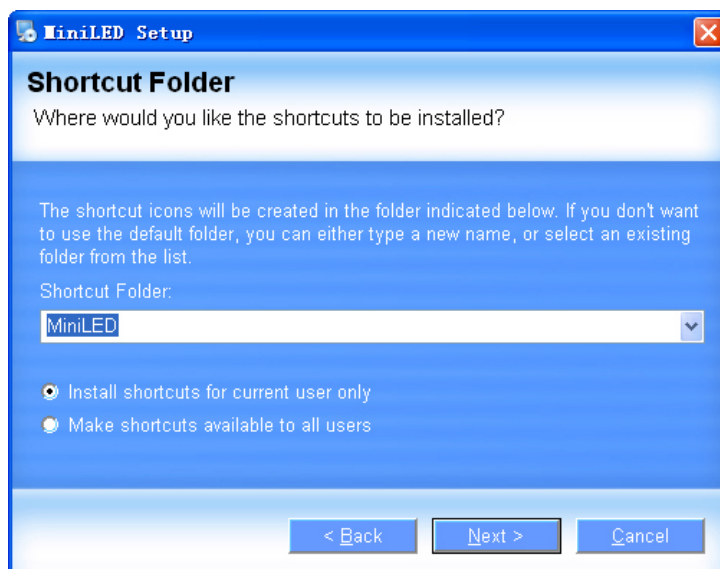 MiniLED Setup
Shortcut Folder
Where would you like the shortcuts to be installed?
The shortcut icons will be created in the folder indicated below. If you don't want
to use the default folder, you can either type a new name, or select an existing
folder from the list.
Shortcut Folder:
MiniLED
Install shortcuts for current user only
Make shortcuts available to all users
< Back Next > Cancel